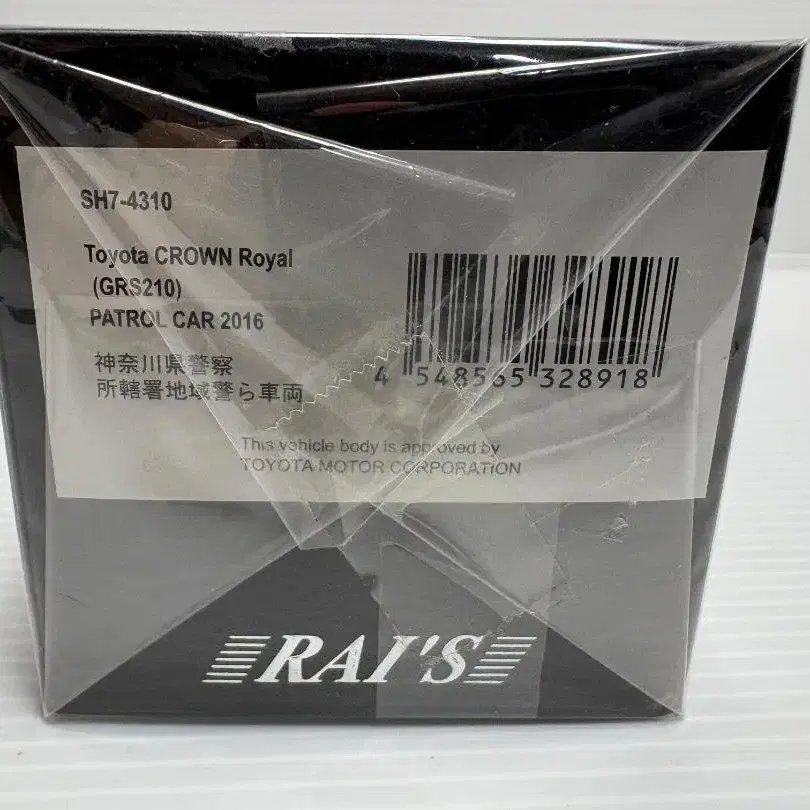 SH7-4310
Toyota CROWN Royal
(GRS210)
PATROL CAR 2016
神奈川県警察
所轄署地域警ら車両
4 548565 328918
This vehicle body is approved by
TOYOTA MOTOR CORPORATION
RAI'S